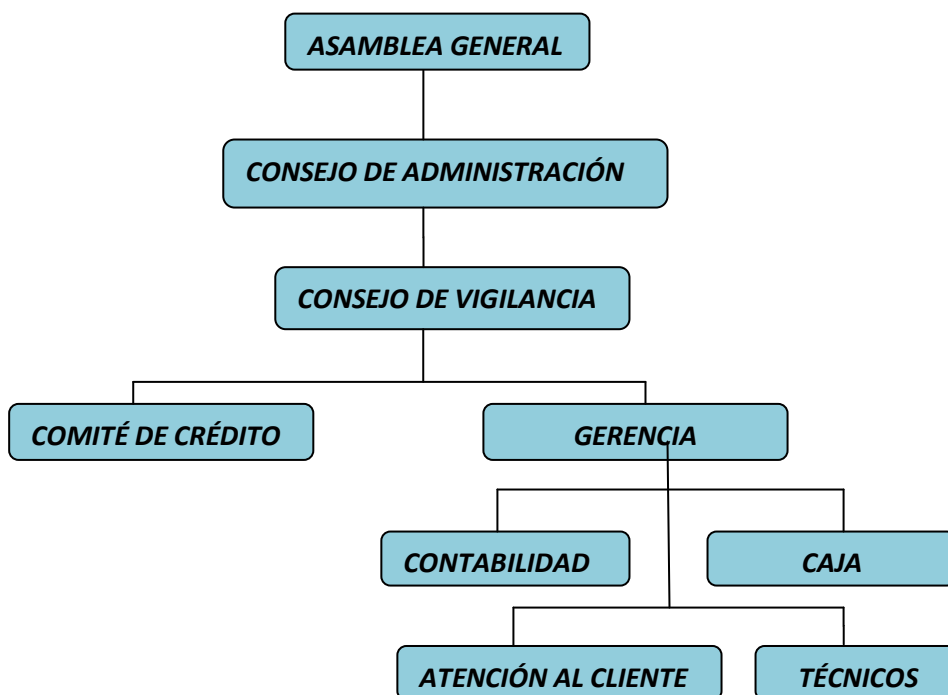 ASAMBLEA GENERAL
CONSEJO DE ADMINISTRACIÓN
CONSEJO DE VIGILANCIA
COMITÉ DE CRÉDITO
GERENCIA
CONTABILIDAD
CAJA
ATENCIÓN AL CLIENTE
TÉCNICOS